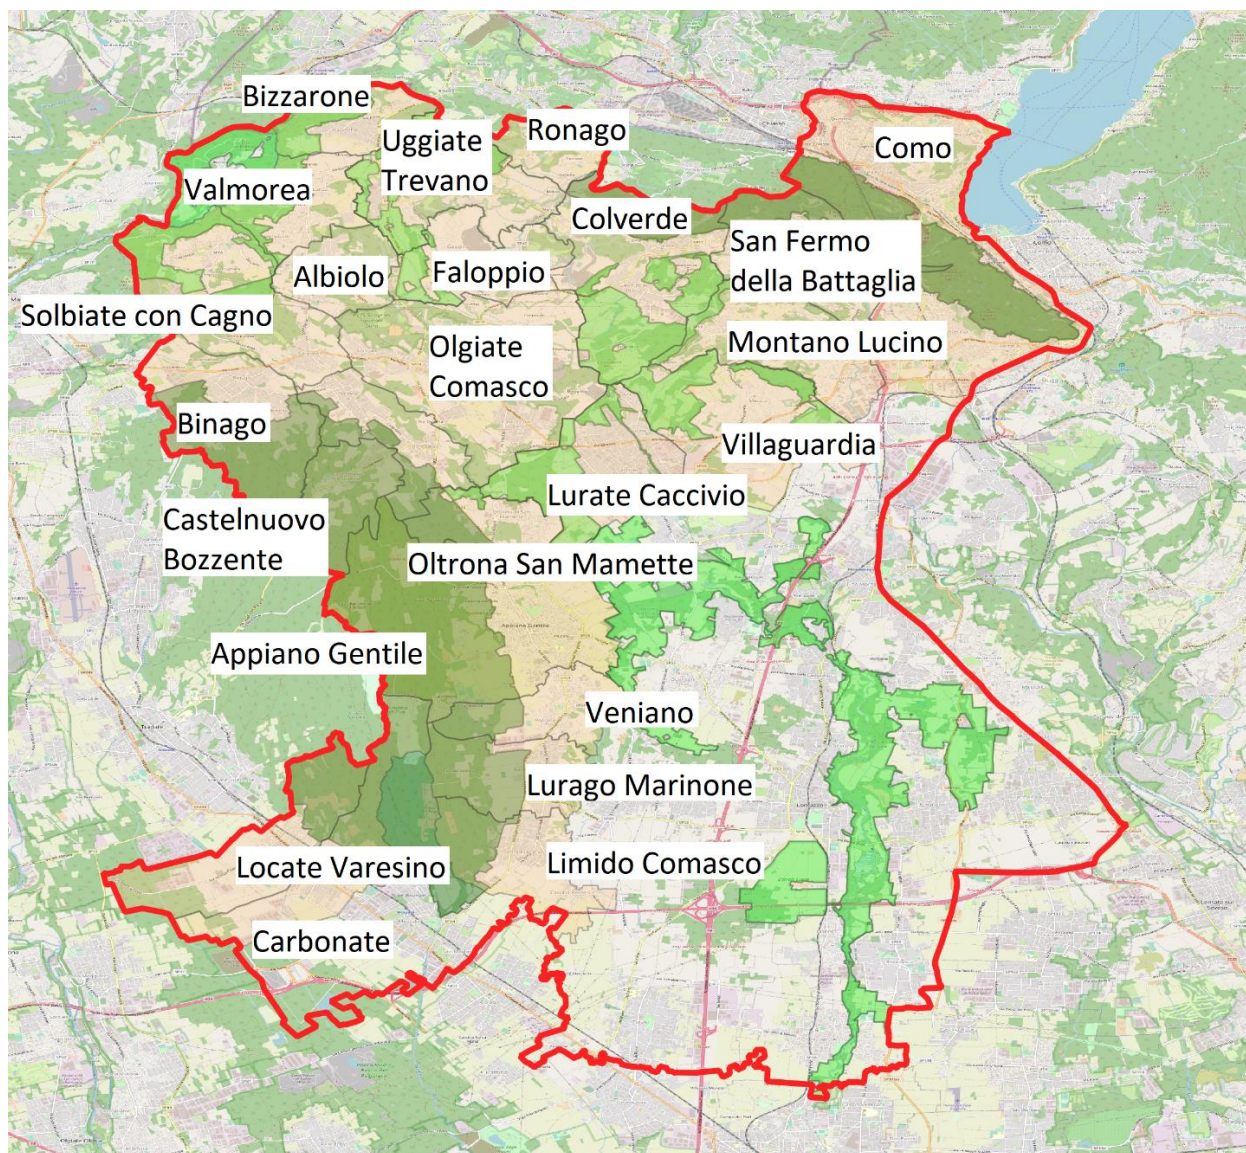 Bizzarone
Uggiate
Trevano
Ronago
Como
Valmorea
Colverde
San Fermo
della Battaglia
Albiolo
Faloppio
Solbiate con Cagno
Olgiate
Comasco
Montano Lucino
Binago
Villaguardia
Lurate Caccivio
Castelnuovo
Bozzente
Oltrona San Mamette
Appiano Gentile
Veniano
Lurago Marinone
Locate Varesino
Limido Comasco
Carbonate